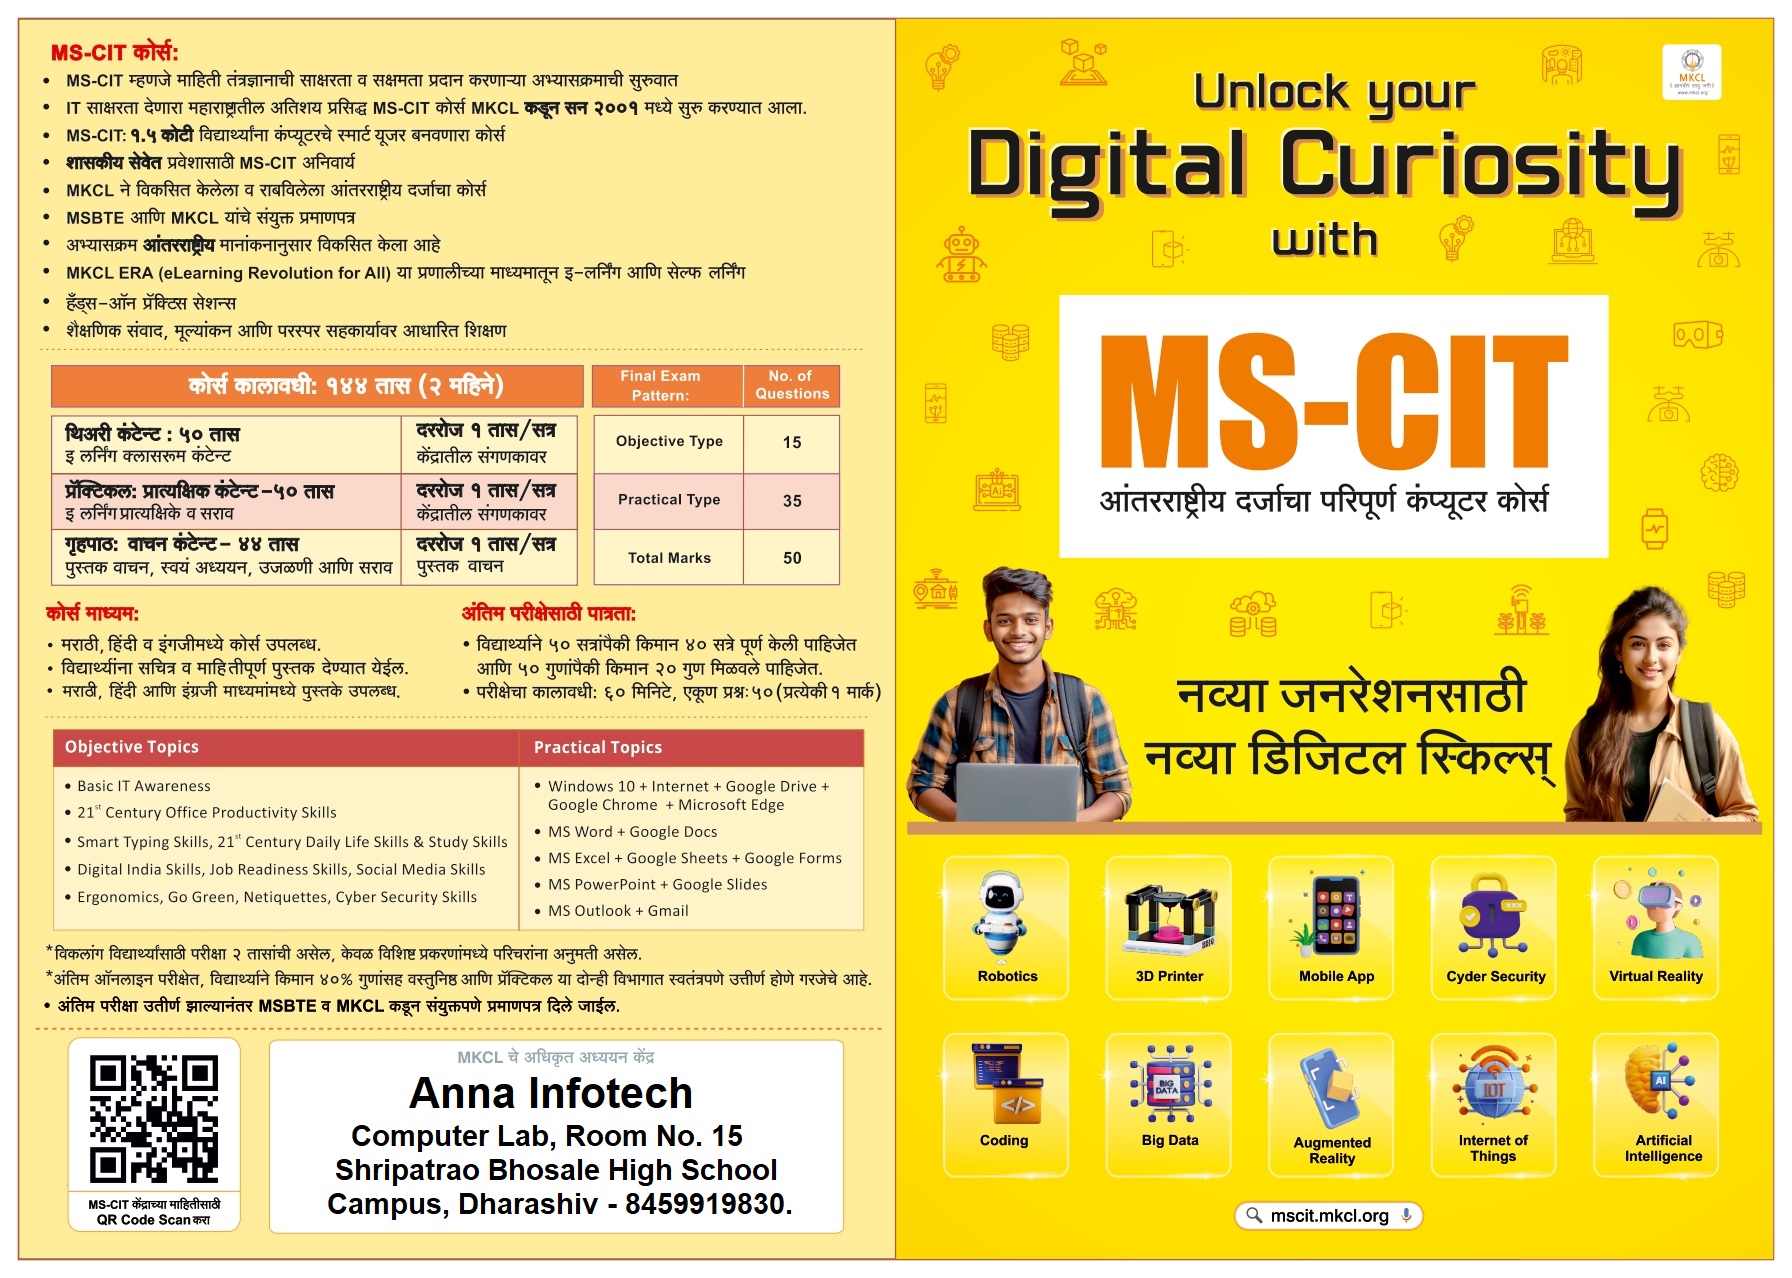 MS-CIT कोर्स:
• MS-CIT म्हणजे माहिती तंत्रज्ञानाची साक्षरता व सक्षमता प्रदान करणाऱ्या अभ्यासक्रमाची सुरुवात
• IT साक्षरता देणारा महाराष्ट्रातील अतिशय प्रसिद्ध MS-CIT कोर्स MKCL कडून सन २००१ मध्ये सुरु करण्यात आला.
• MS-CIT: १.५ कोटी विद्यार्थ्यांना कंप्यूटरचे स्मार्ट यूजर बनवणारा कोर्स
• शासकीय सेवेत प्रवेशासाठी MS-CIT अनिवार्य
• MKCL ने विकसित केलेला व राबविलेला आंतरराष्ट्रीय दर्जाचा कोर्स
• MSBTE आणि MKCL यांचे संयुक्त प्रमाणपत्र
• अभ्यासक्रम आंतरराष्ट्रीय मानांकनानुसार विकसित केला आहे
• MKCL ERA (eLearning Revolution for All) या प्रणालीच्या माध्यमातून इ-लर्निंग आणि सेल्फ लर्निंग
• हँड्स-ऑन प्रॅक्टिस सेशन्स
• शैक्षणिक संवाद, मूल्यांकन आणि परस्पर सहकार्यावर आधारित शिक्षण
कोर्स कालावधी: १४४ तास (२ महिने)
थिअरी कंटेन्ट : ५० तास
इ लर्निंग क्लासरूम कंटेन्ट
दररोज १ तास/सत्र
केंद्रातील संगणकावर
प्रॅक्टिकल: प्रात्यक्षिक कंटेन्ट-५० तास
इ लर्निंग प्रात्यक्षिके व सराव
दररोज १ तास/सत्र
केंद्रातील संगणकावर
गृहपाठ: वाचन कंटेन्ट- ४४ तास
पुस्तक वाचन, स्वयं अध्ययन, उजळणी आणि सराव
दररोज १ तास/सत्र
पुस्तक वाचन
Final Exam
Pattern:
No. of
Questions
Objective Type 15
Practical Type 35
Total Marks 50
कोर्स माध्यम:
• मराठी, हिंदी व इंगजीमध्ये कोर्स उपलब्ध.
• विद्यार्थ्यांना सचित्र व माहितीपूर्ण पुस्तक देण्यात येईल.
• मराठी, हिंदी आणि इंग्रजी माध्यमांमध्ये पुस्तके उपलब्ध.
अंतिम परीक्षेसाठी पात्रता:
• विद्यार्थ्याने ५० सत्रांपैकी किमान ४० सत्रे पूर्ण केली पाहिजेत
आणि ५० गुणांपैकी किमान २० गुण मिळवले पाहिजेत.
• परीक्षेचा कालावधी: ६० मिनिटे, एकूण प्रश्न:५० (प्रत्येकी १ मार्क)
Objective Topics
• Basic IT Awareness
• 21st Century Office Productivity Skills
• Smart Typing Skills, 21st Century Daily Life Skills & Study Skills
• Digital India Skills, Job Readiness Skills, Social Media Skills
• Ergonomics, Go Green, Netiquettes, Cyber Security Skills
Practical Topics
• Windows 10 + Internet + Google Drive +
Google Chrome + Microsoft Edge
• MS Word + Google Docs
• MS Excel + Google Sheets + Google Forms
• MS PowerPoint + Google Slides
• MS Outlook + Gmail
*विकलांग विद्यार्थ्यांसाठी परीक्षा २ तासांची असेल, केवळ विशिष्ट प्रकरणांमध्ये परिचरांना अनुमती असेल.
*अंतिम ऑनलाइन परीक्षेत, विद्यार्थ्याने किमान ४०% गुणांसह वस्तुनिष्ठ आणि प्रॅक्टिकल या दोन्ही विभागात स्वतंत्रपणे उत्तीर्ण होणे गरजेचे आहे.
• अंतिम परीक्षा उतीर्ण झाल्यानंतर MSBTE व MKCL कडून संयुक्तपणे प्रमाणपत्र दिले जाईल.
MS-CIT केंद्राच्या माहितीसाठी
QR Code Scan करा
MKCL चे अधिकृत अध्ययन केंद्र
Anna Infotech
Computer Lab, Room No. 15
Shripatrao Bhosale High School
Campus, Dharashiv - 8459919830.
MKCL
www.mkcl.org
Unlock your
Digital Curiosity
with
MS-CIT
आंतरराष्ट्रीय दर्जाचा परिपूर्ण कंप्यूटर कोर्स
नव्या जनरेशनसाठी
नव्या डिजिटल स्किल्स्
Robotics
3D Printer
Mobile App
XXX
Cyder Security
Virtual Reality
Coding
BIG
DATA
Big Data
Augmented
Reality
IOT
Internet of
Things
AI
Artificial
Intelligence
mscit.mkcl.org